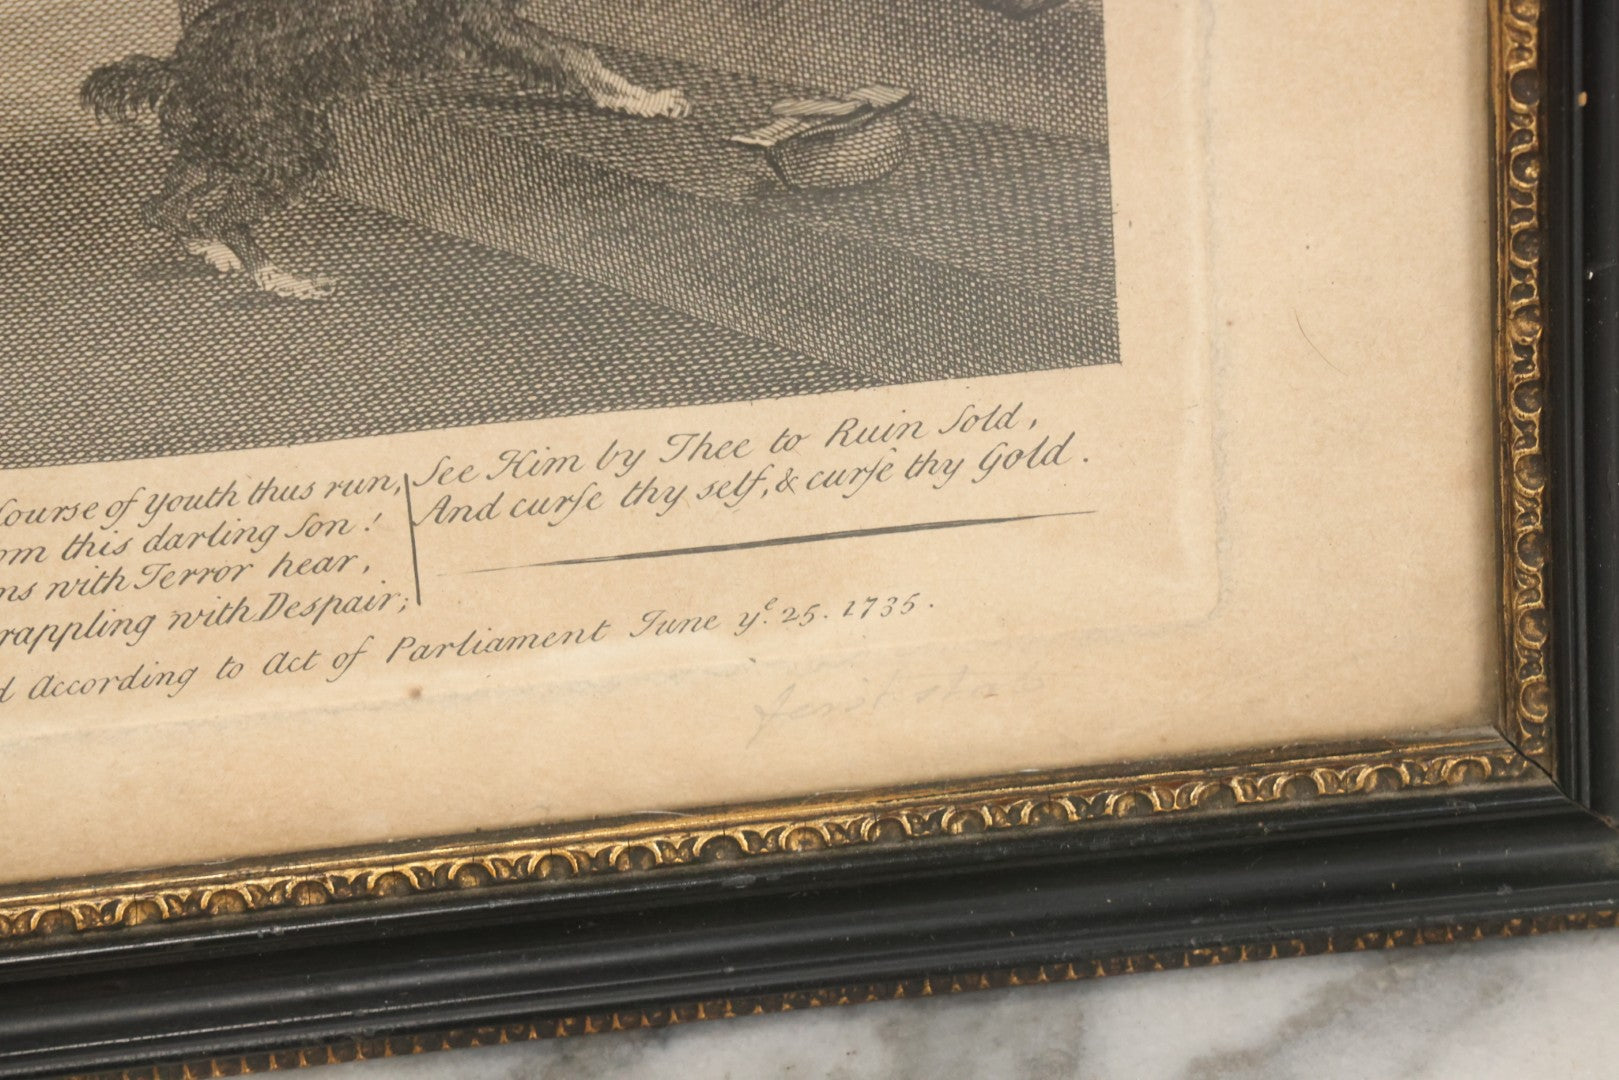 Course of Youth thus run,
om this darling Son!
ns with Terror hear,
rappling with Despair;
See Him by Thee to Ruin Sold,
And curſe thy self, & curſe thy Gold.
d According to Act of Parliament June yᵉ. 25. 1735.
first state